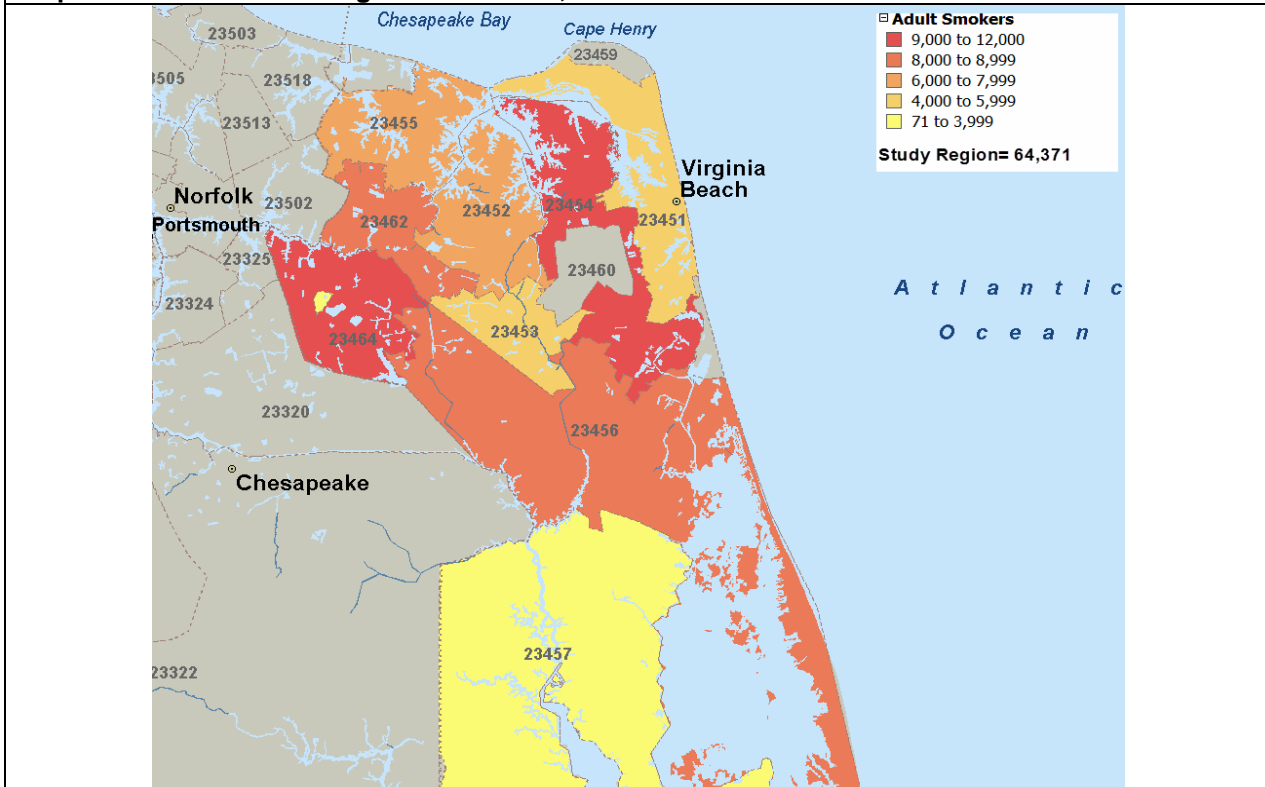 Chesapeake Bay
Cape Henry
Adult Smokers
9,000 to 12,000
8,000 to 8,999
6,000 to 7,999
4,000 to 5,999
71 to 3,999
Study Region= 64,371
23503
23459
23518
23513
23455
Virginia
Beach
Norfolk
Portsmouth
23502
23462
23452
23454
23451
23325
23460
23324
23464
23453
Atlantic
Ocean
23320
23456
Chesapeake
23457
23322